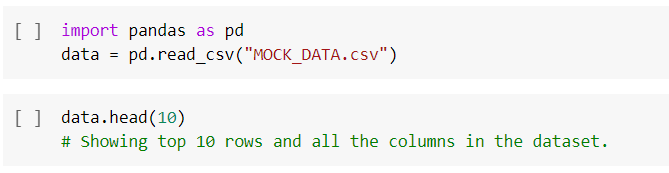 [ ] import pandas as pd
data = pd.read_csv("MOCK_DATA.csv")
[ ] data.head(10)
# Showing top 10 rows and all the columns in the dataset.